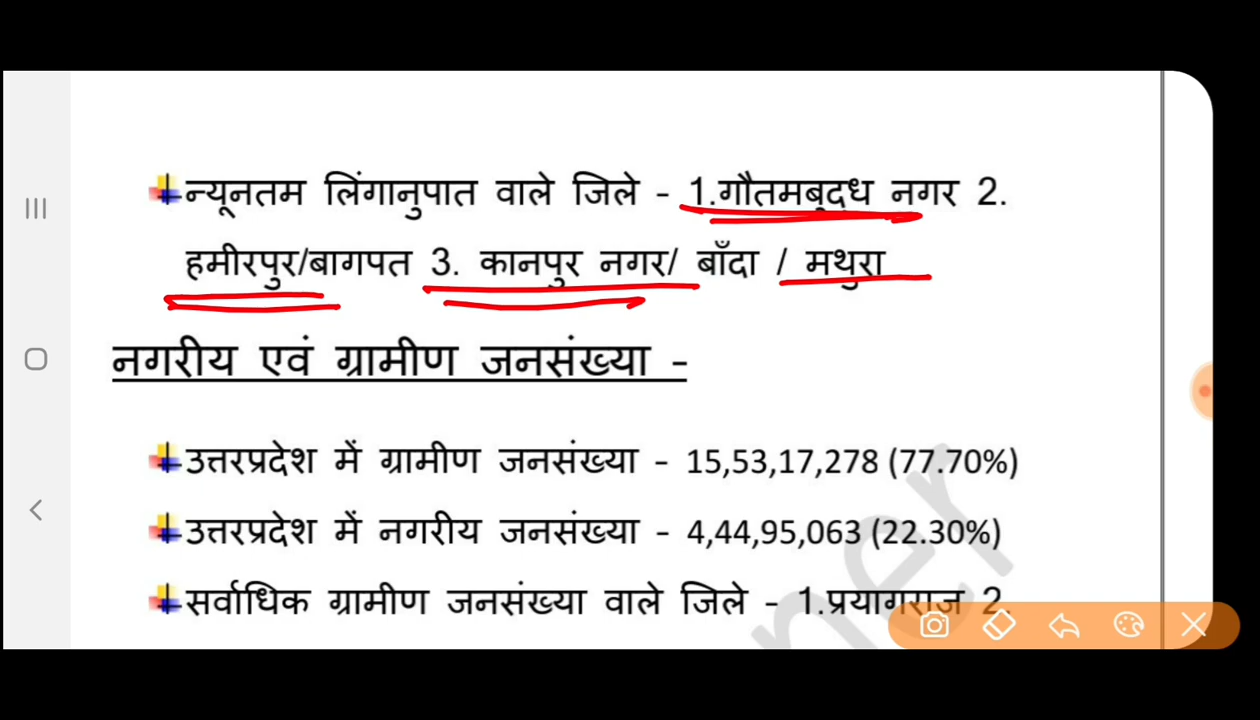 न्यूनतम लिंगानुपात वाले जिले - 1.गौतमबुद्ध नगर 2.
हमीरपुर/बागपत 3. कानपुर नगर/ बाँदा / मथुरा
नगरीय एवं ग्रामीण जनसंख्या -
उत्तरप्रदेश में ग्रामीण जनसंख्या - 15,53,17,278 (77.70%)
उत्तरप्रदेश में नगरीय जनसंख्या - 4,44,95,063 (22.30%)
सर्वाधिक ग्रामीण जनसंख्या वाले जिले - 1.प्रयागराज 2.